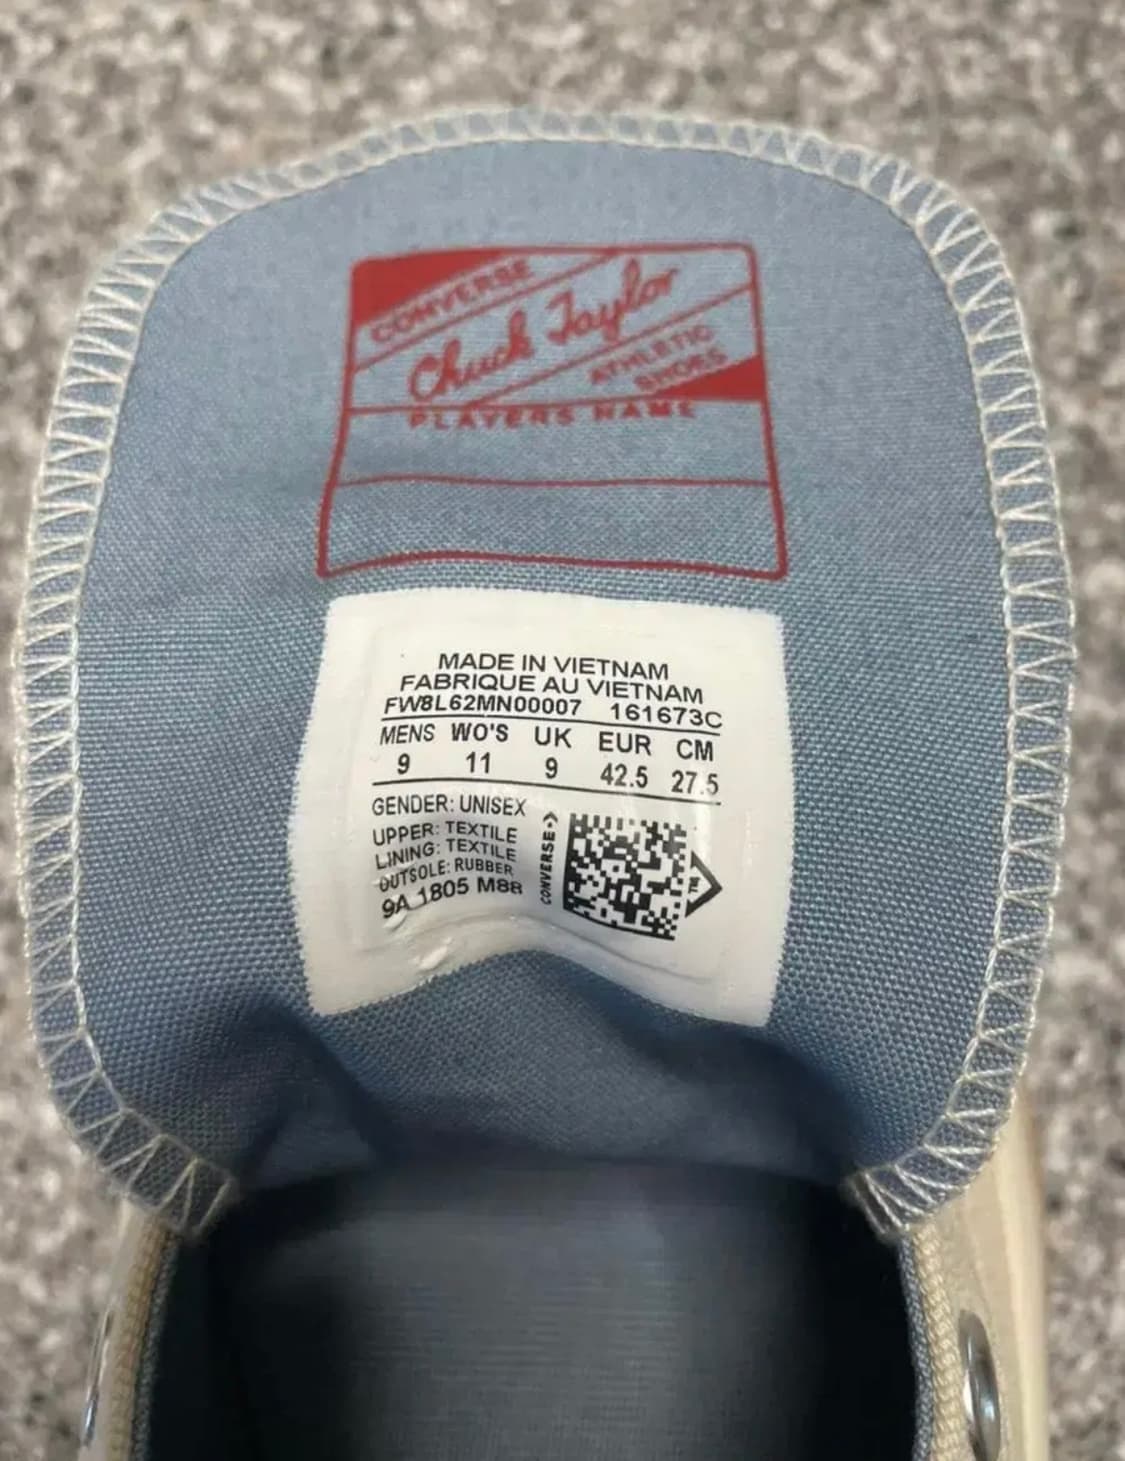 CONVERSE
Chuck Taylor
ATHLETIC
SHOES
PLAYERS NAME
MADE IN VIETNAM
FABRIQUE AU VIETNAM
FW8L62MN00007 161673C
MENS WO'S UK EUR CM
9 11 9 42.5 27.5
GENDER: UNISEX
UPPER: TEXTILE
LINING: TEXTILE
OUTSOLE: RUBBER
9A 1805 M88
CONVERSE
TM